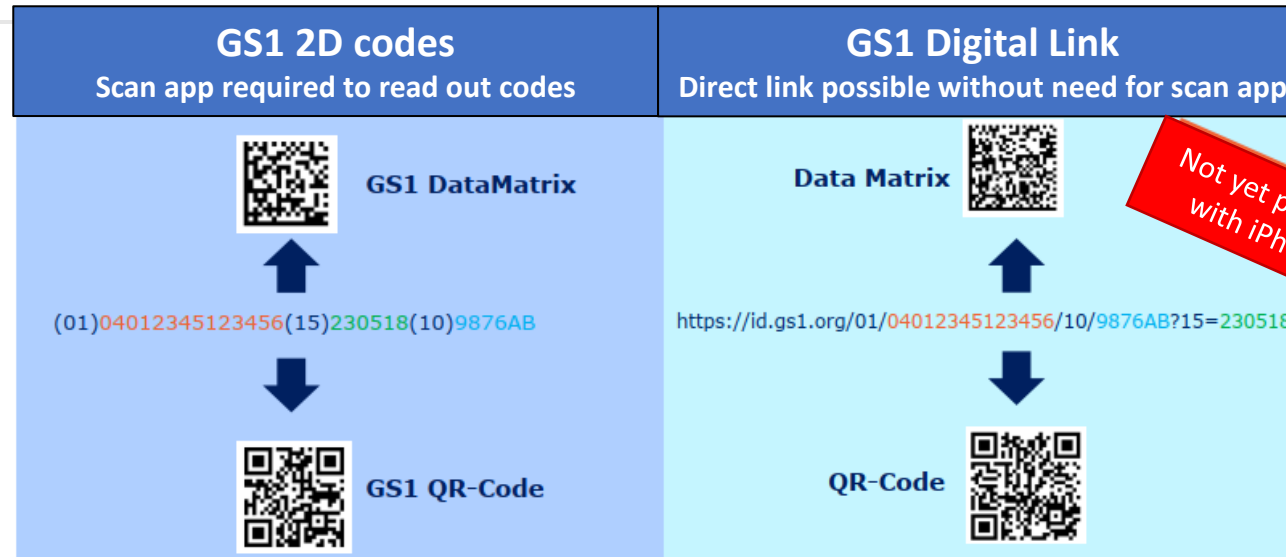 GS1 2D codes
Scan app required to read out codes
GS1 DataMatrix
(01)04012345123456(15)230518(10)9876AB
GS1 QR-Code
GS1 Digital Link
Direct link possible without need for scan app
Data Matrix
Not yet
with
https://id.gs1.org/01/04012345123456/10/9876AB?15=230518
QR-Code